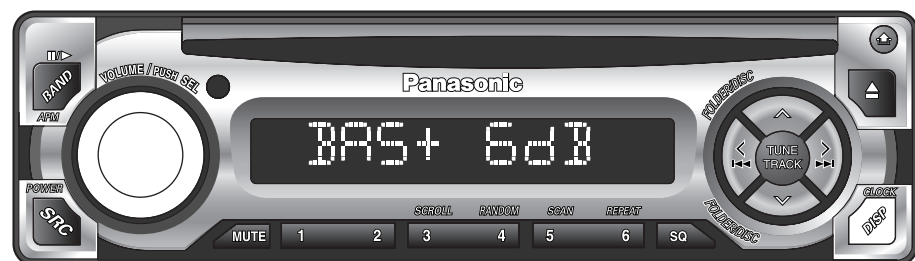 BAND
APM
VOLUME / PUSH SEL
Panasonic
FOLDER/DISC
BAS+ 6dB
TUNE
TRACK
POWER
SRC
CLOCK
DISP
SCROLL RANDOM SCAN REPEAT
MUTE 1 2 3 4 5 6 SQ
FOLDER/DISC